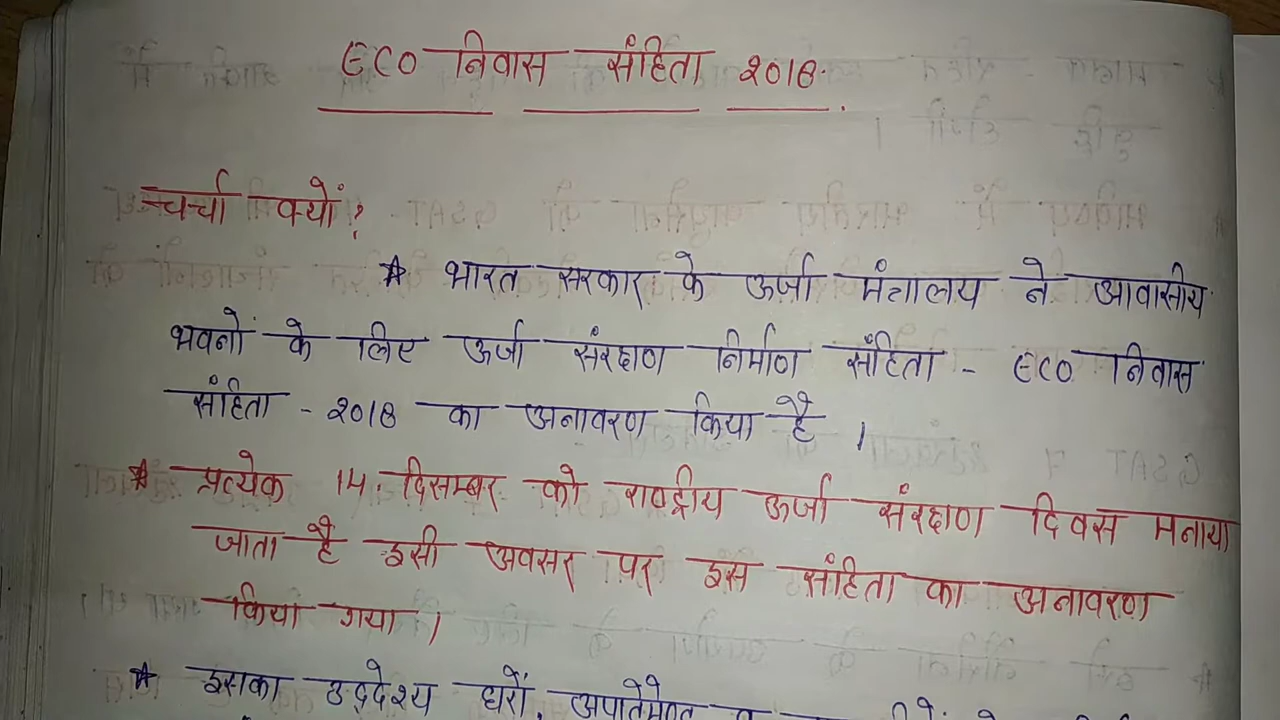 ECO निवास संहिता 2018.
चर्चा क्यों?
* भारत सरकार के ऊर्जा मंत्रालय ने आवासीय
भवनों के लिए ऊर्जा संरक्षण निर्माण संहिता - ECO निवास
संहिता - 2018 का अनावरण किया है ।
* प्रत्येक 14 दिसम्बर को राष्ट्रीय ऊर्जा संरक्षण दिवस मनाया
जाता है इसी अवसर पर इस संहिता का अनावरण
किया गया ।
* इसका उद्देश्य घरों, अपार्टमेण्ट